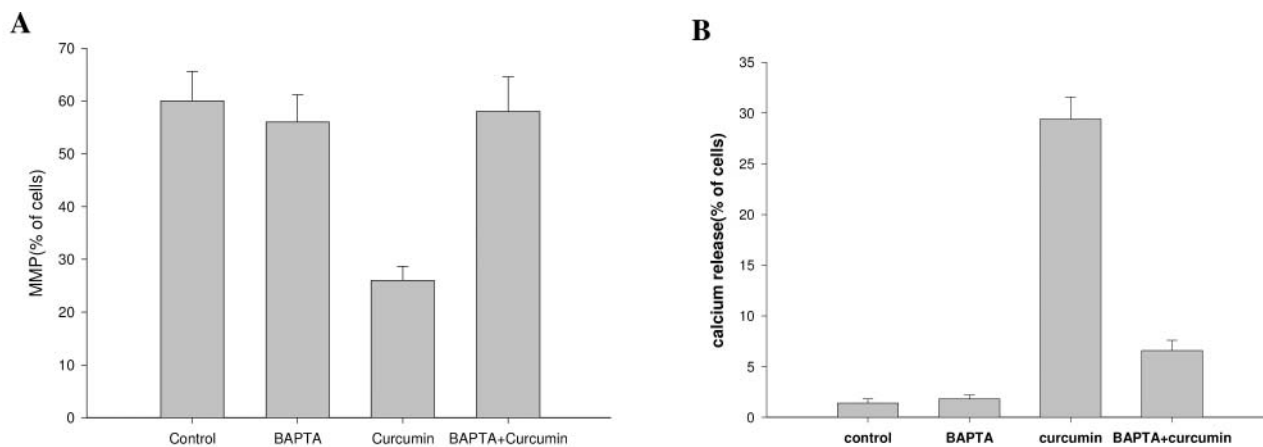 A
MMP(% of cells)
70
60
50
40
30
20
10
0
Control BAPTA Curcumin BAPTA+Curcumin
B
calcium release(% of cells)
35
30
25
20
15
10
5
0
control BAPTA curcumin BAPTA+curcumin